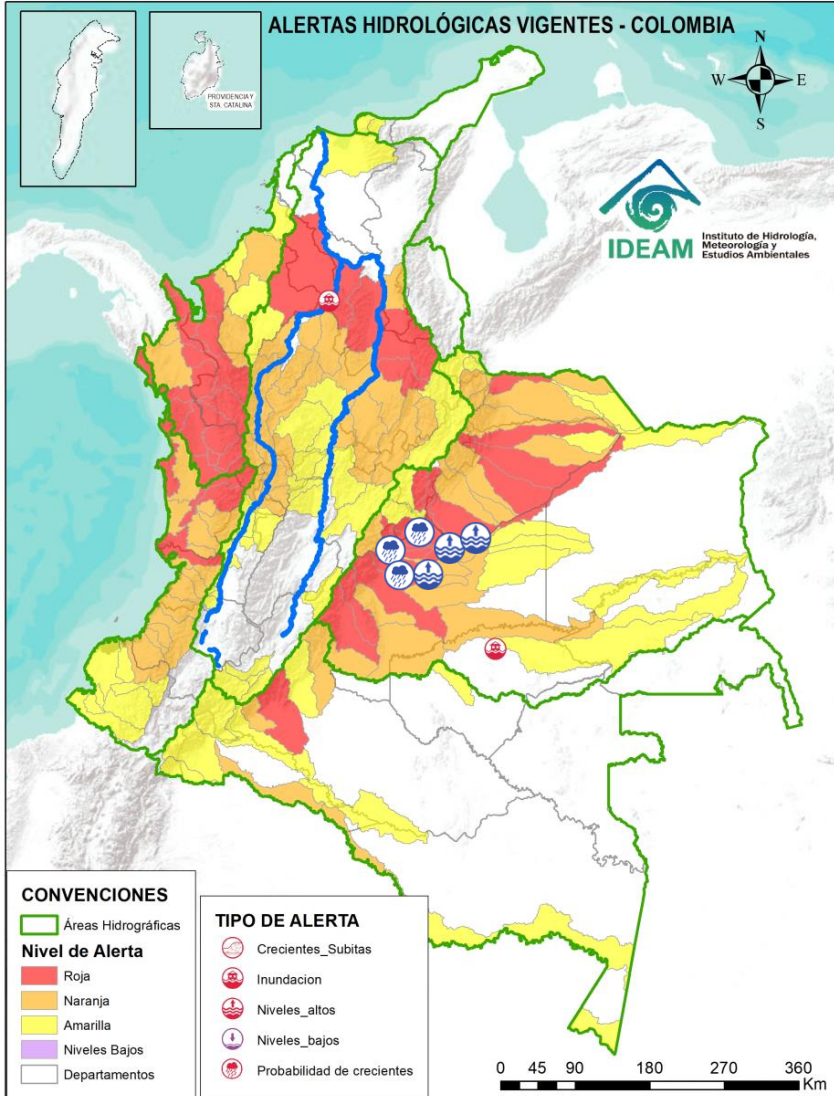 ALERTAS HIDROLÓGICAS VIGENTES - COLOMBIA
PROVIDENCIA Y
STA. CATALINA
N
W
E
S
IDEAM
Instituto de Hidrología,
Meteorología y
Estudios Ambientales
CONVENCIONES
Áreas Hidrográficas
Nivel de Alerta
Roja
Naranja
Amarilla
Niveles Bajos
Departamentos
TIPO DE ALERTA
Crecientes_Subitas
Inundacion
Niveles_altos
Niveles_bajos
Probabilidad de crecientes
0 45 90 180 270 360
Km